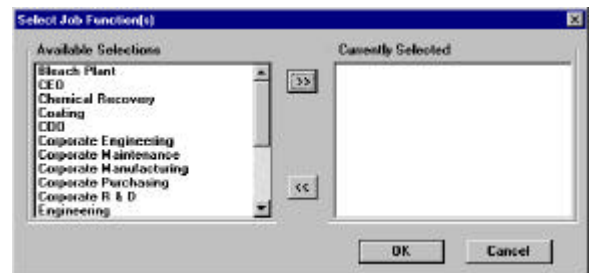 Select Job Function(s)
Available Selections
Currently Selected
Bleach Plant
CEO
Chemical Recovery
Coating
COO
Corporate Engineering
Corporate Maintenance
Corporate Manufacturing
Corporate Purchasing
Corporate R & D
Engineering
>>
<<
OK
Cancel